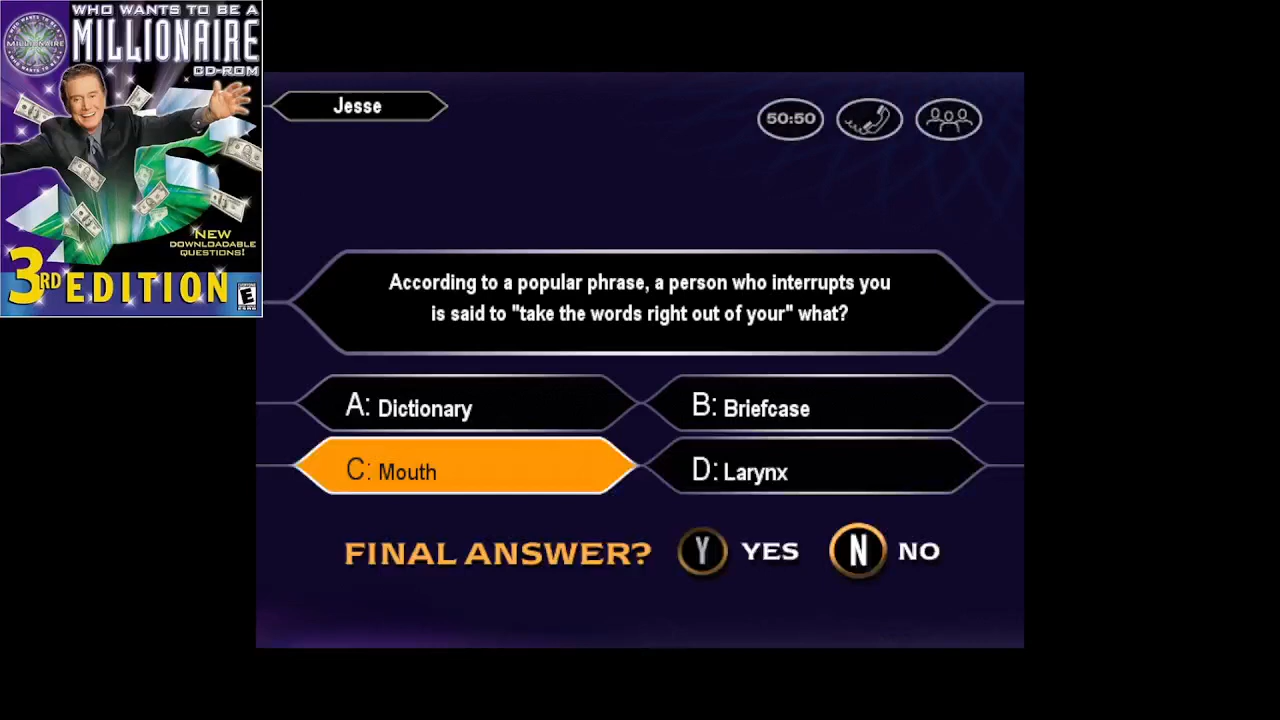 WHO WANTS TO BE A
MILLIONAIRE
CD-ROM
NEW
DOWNLOADABLE
QUESTIONS!
3RD EDITION
E
Jesse
50:50
According to a popular phrase, a person who interrupts you
is said to "take the words right out of your" what?
A: Dictionary
B: Briefcase
C: Mouth
D: Larynx
FINAL ANSWER? Y YES N NO